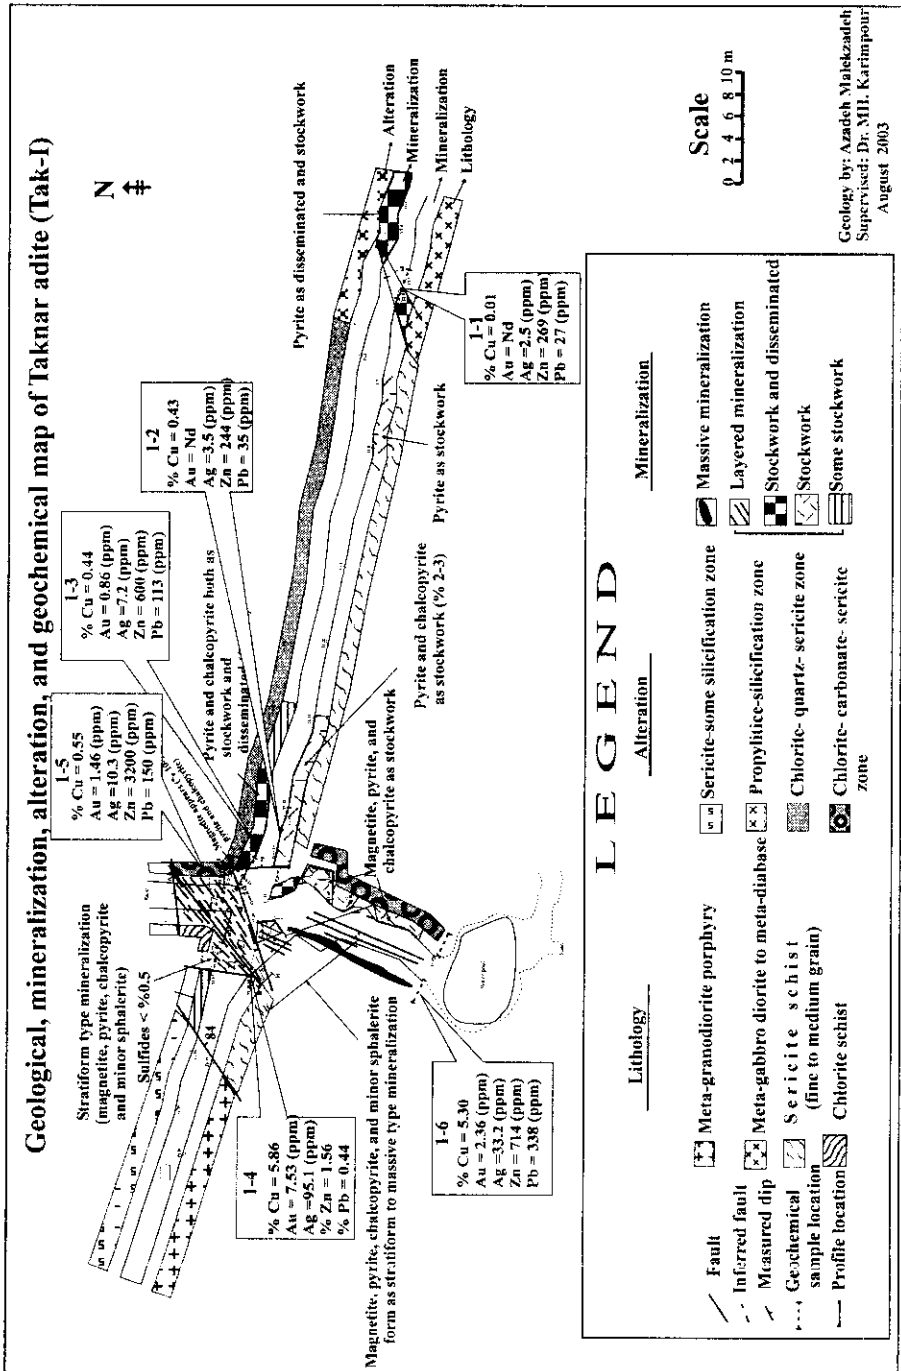 Geological, mineralization, alteration, and geochemical map of Taknar adite (Tak-I)
N
Stratiform type mineralization
(magnetite, pyrite, chalcopyrite
and minor sphalerite)
Sulfides < %0.5
84
1-5
% Cu = 0.55
Au = 1.46 (ppm)
Ag =10.3 (ppm)
Zn = 3200 (ppm)
Pb = 150 (ppm)
1-3
% Cu = 0.44
Au = 0.86 (ppm)
Ag =7.2 (ppm)
Zn = 600 (ppm)
Pb = 113 (ppm)
1-2
% Cu = 0.43
Au = Nd
Ag =3.5 (ppm)
Zn = 244 (ppm)
Pb = 35 (ppm)
pyrite and chalcopyrite)
Pyrite and chalcopyrite both as
stockwork and
disseminated
Pyrite as disseminated and stockwork
Alteration
Mineralization
Mineralization
Lithology
1-1
% Cu = 0.01
Au = Nd
Ag =2.5 (ppm)
Zn = 269 (ppm)
Pb = 27 (ppm)
Pyrite as stockwork
Pyrite and chalcopyrite
as stockwork (% 2-3)
Magnetite, pyrite, and
chalcopyrite as stockwork
1-4
% Cu = 5.86
Au = 7.53 (ppm)
Ag =95.1 (ppm)
% Zn = 1.56
% Pb = 0.44
Magnetite, pyrite, chalcopyrite, and minor sphalerite
form as stratiform to massive type mineralization
1-6
% Cu = 5.30
Au = 2.36 (ppm)
Ag =33.2 (ppm)
Zn = 714 (ppm)
Pb = 338 (ppm)
Scale
0 2 4 6 8 10 m
Geology by: Azadeh Malekzadeh
Supervised: Dr. MH. Karimpour
August 2003
LEGEND
Fault
Inferred fault
Measured dip
Geochemical
sample location
Profile location
Lithology
Meta-granodiorite porphyry
Meta-gabbro diorite to meta-diabase
Sericite schist
(fine to medium grain)
Chlorite schist
Alteration
Sericite-some silicification zone
Propylitice-silicification zone
Chlorite- quartz- sericite zone
Chlorite- carbonate- sericite
zone
Mineralization
Massive mineralization
Layered mineralization
Stockwork and disseminated
Stockwork
Some stockwork